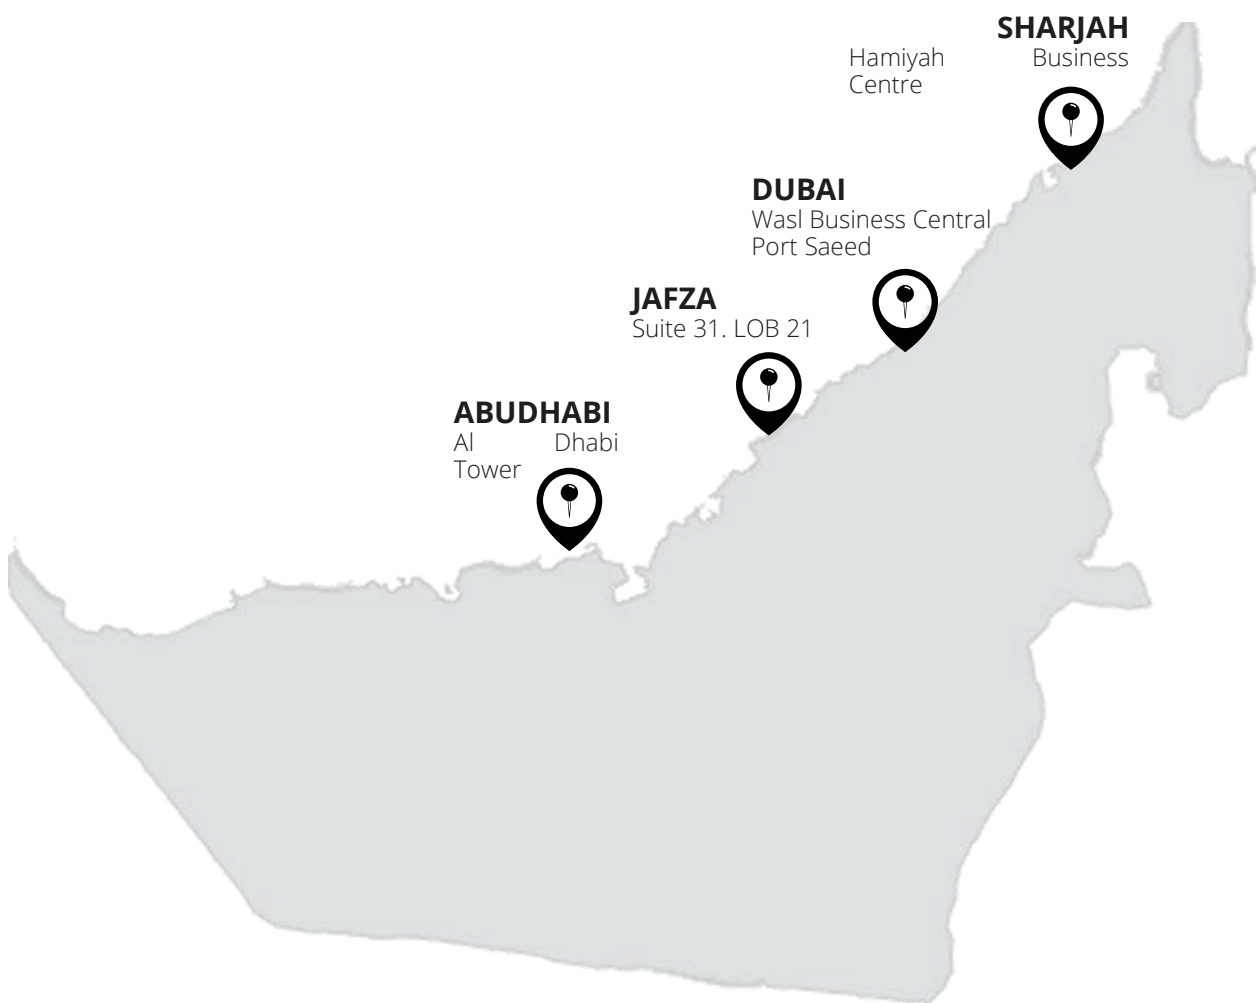 SHARJAH
Hamiyah Business
Centre
DUBAI
Wasl Business Central
Port Saeed
JAFZA
Suite 31. LOB 21
ABUDHABI
Al Dhabi
Tower